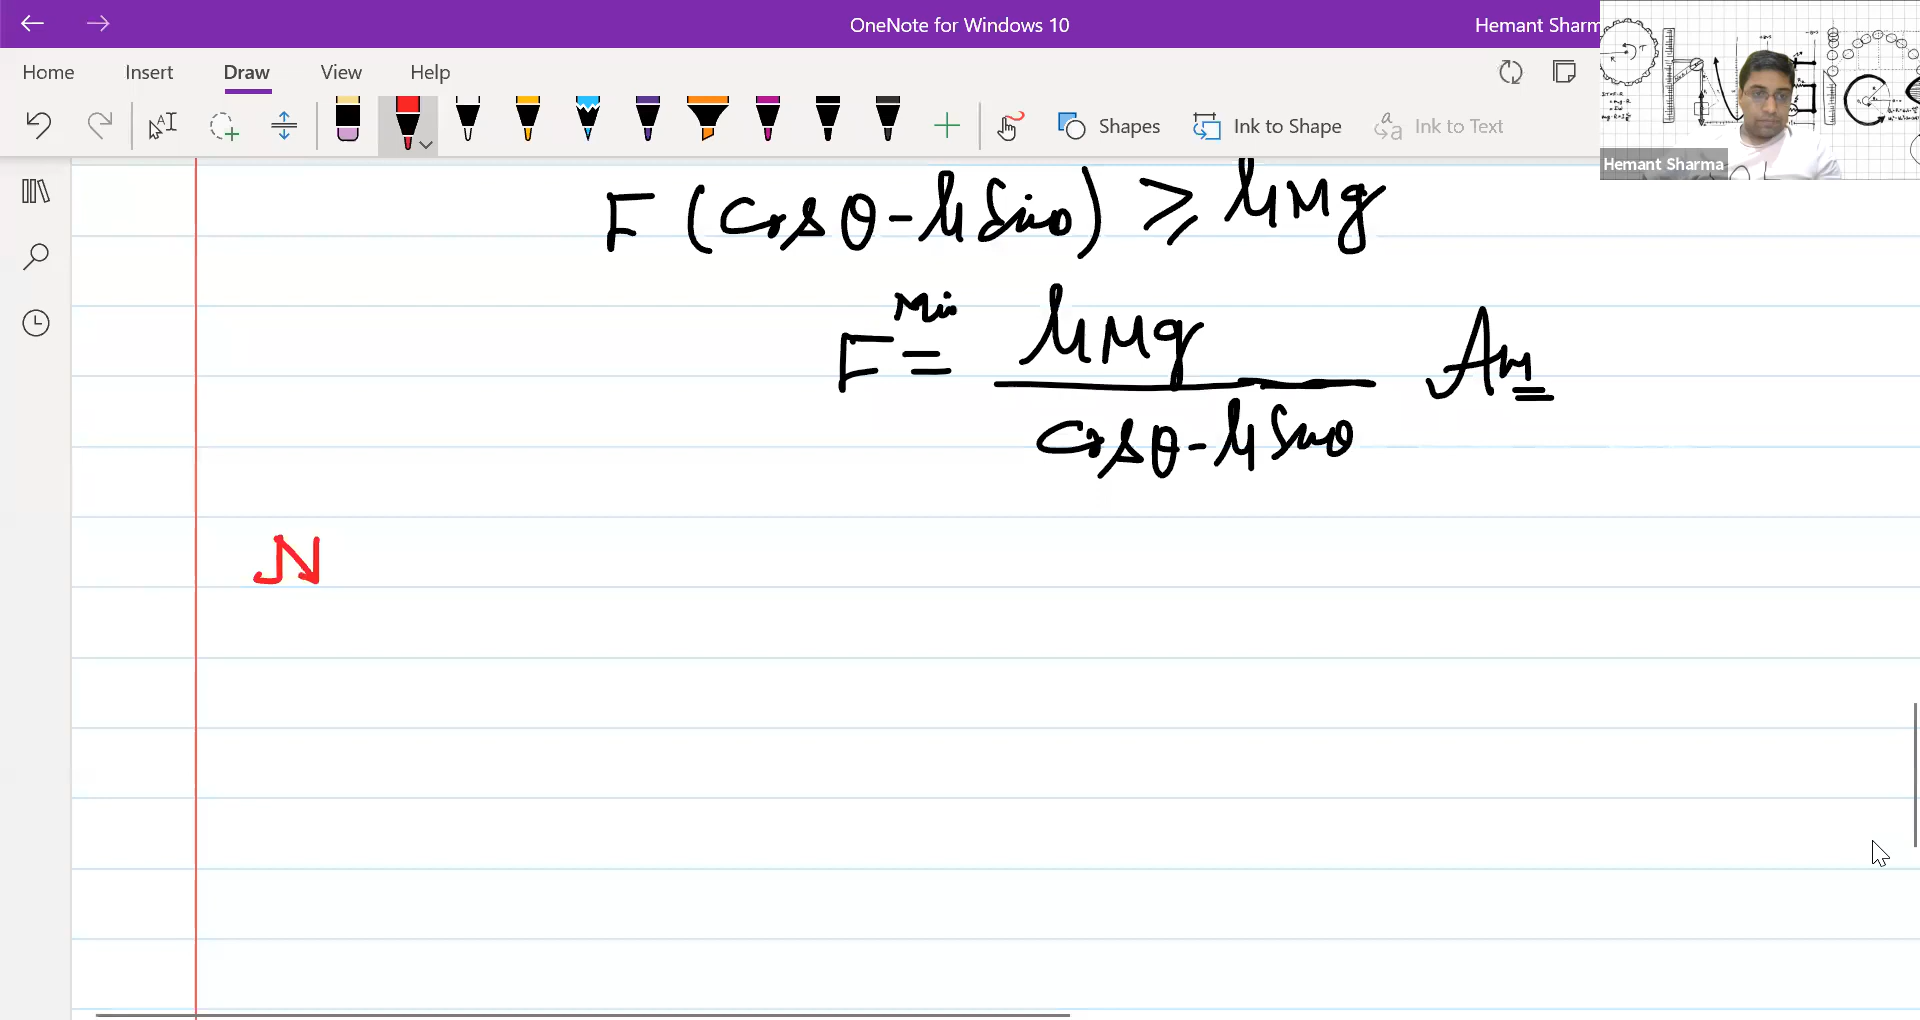 OneNote for Windows 10
Hemant Sharm
Home Insert Draw View Help
Shapes Ink to Shape Ink to Text
Hemant Sharma
F (cosθ - μ sinθ) ⩾ μMg
F Min = μMg / cosθ - μ sinθ Ans
N